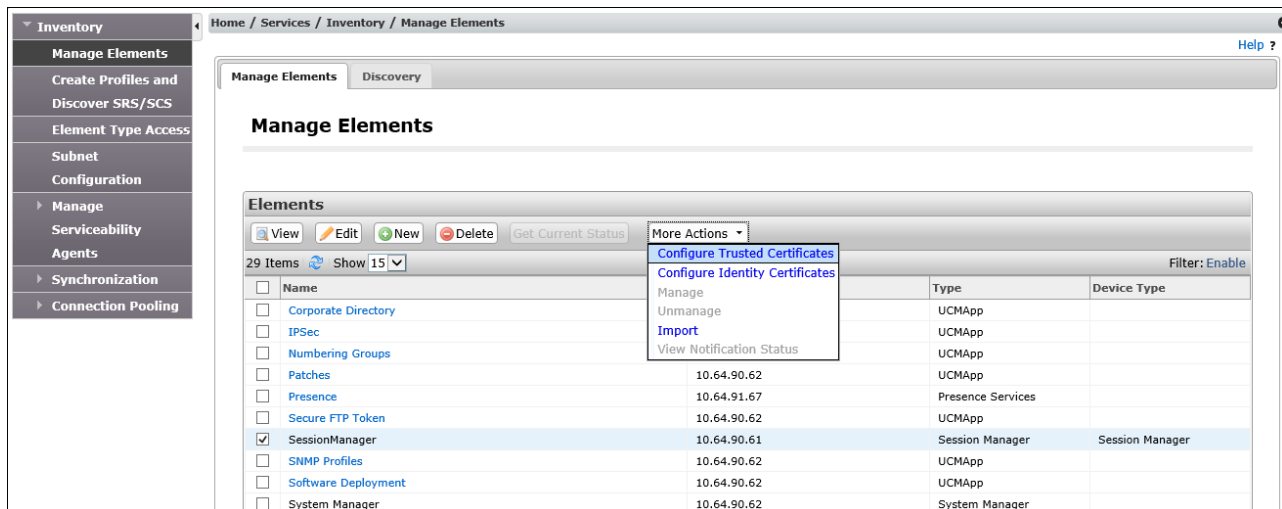 Inventory
Manage Elements
Create Profiles and
Discover SRS/SCS
Element Type Access
Subnet
Configuration
Manage
Serviceability
Agents
Synchronization
Connection Pooling
Home / Services / Inventory / Manage Elements
Help ?
Manage Elements Discovery
Manage Elements
Elements
View Edit New Delete Get Current Status More Actions
Configure Trusted Certificates
Configure Identity Certificates
Manage
Unmanage
Import
View Notification Status
29 Items Show 15 Filter: Enable
Name Type Device Type
Corporate Directory UCMApp
IPSec UCMApp
Numbering Groups UCMApp
Patches 10.64.90.62 UCMApp
Presence 10.64.91.67 Presence Services
Secure FTP Token 10.64.90.62 UCMApp
SessionManager 10.64.90.61 Session Manager Session Manager
SNMP Profiles 10.64.90.62 UCMApp
Software Deployment 10.64.90.62 UCMApp
System Manager 10.64.90.62 System Manager